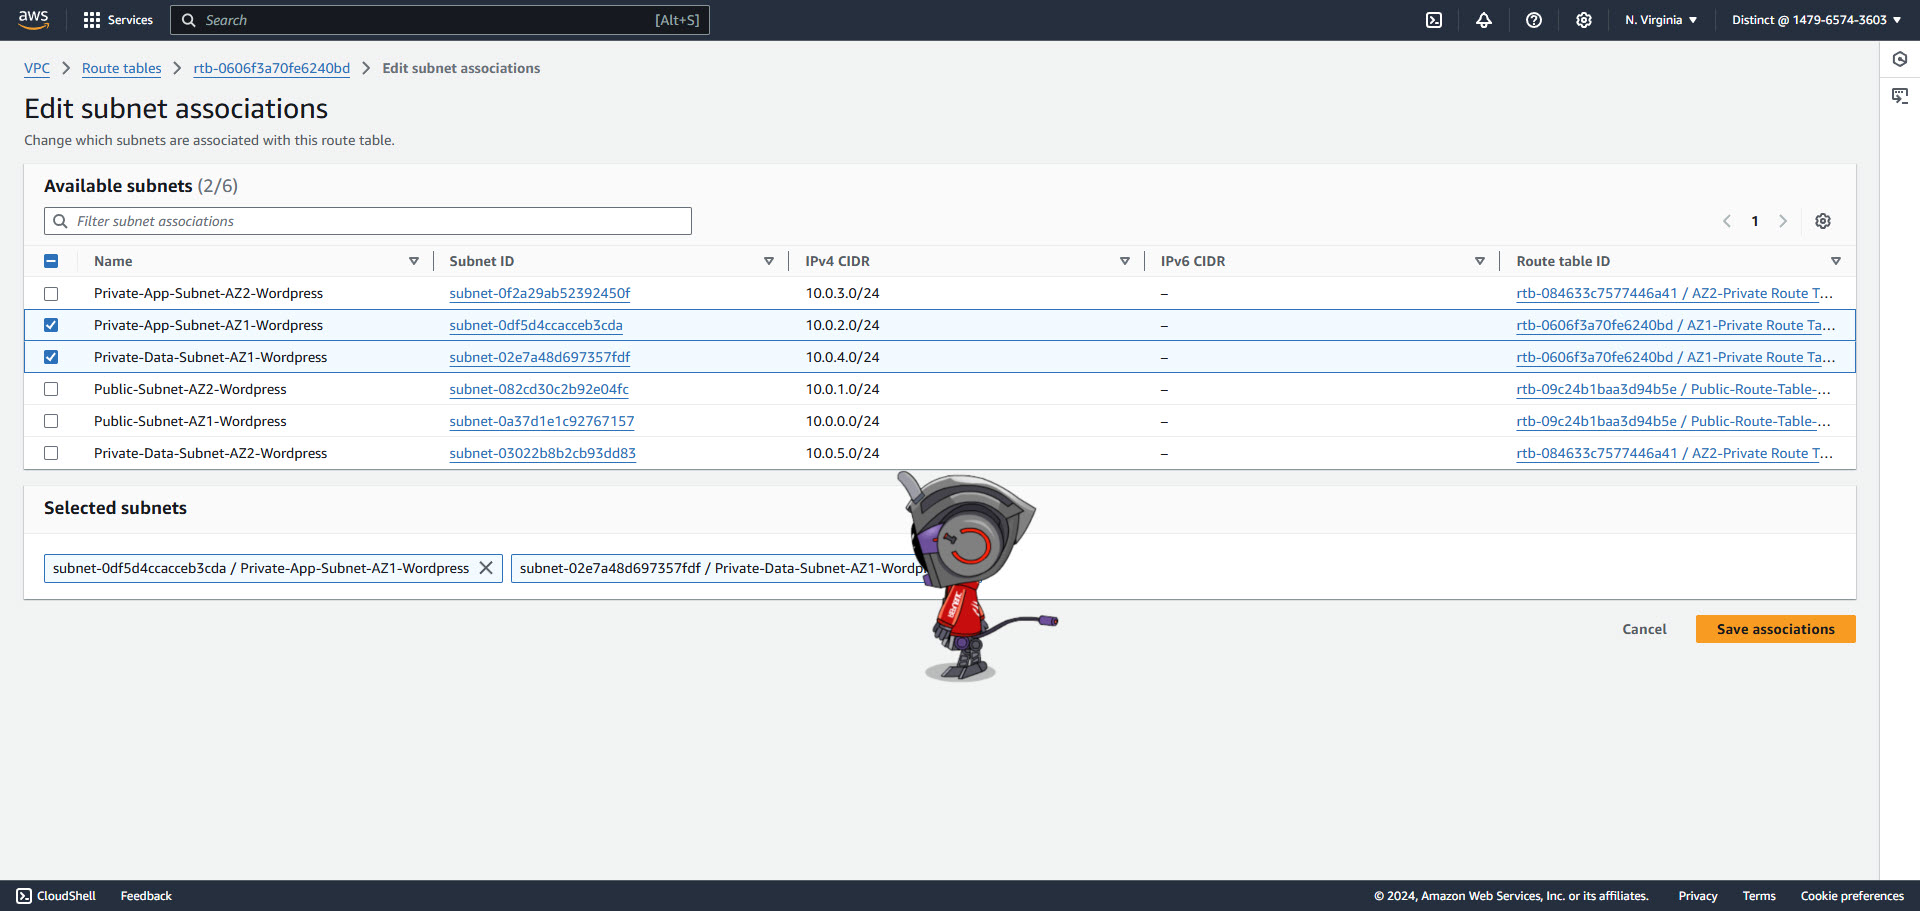 aws
Services
Search
[Alt+S]
N. Virginia
Distinct @ 1479-6574-3603
VPC
Route tables
rtb-0606f3a70fe6240bd
Edit subnet associations
Edit subnet associations
Change which subnets are associated with this route table.
Available subnets (2/6)
Filter subnet associations
1
Name Subnet ID IPv4 CIDR IPv6 CIDR Route table ID
Private-App-Subnet-AZ2-Wordpress subnet-0f2a29ab52392450f 10.0.3.0/24 – rtb-084633c7577446a41 / AZ2-Private Route T...
Private-App-Subnet-AZ1-Wordpress subnet-0df5d4ccacceb3cda 10.0.2.0/24 – rtb-0606f3a70fe6240bd / AZ1-Private Route Ta...
Private-Data-Subnet-AZ1-Wordpress subnet-02e7a48d697357fdf 10.0.4.0/24 – rtb-0606f3a70fe6240bd / AZ1-Private Route Ta...
Public-Subnet-AZ2-Wordpress subnet-082cd30c2b92e04fc 10.0.1.0/24 – rtb-09c24b1baa3d94b5e / Public-Route-Table-...
Public-Subnet-AZ1-Wordpress subnet-0a37d1e1c92767157 10.0.0.0/24 – rtb-09c24b1baa3d94b5e / Public-Route-Table-...
Private-Data-Subnet-AZ2-Wordpress subnet-03022b8b2cb93dd83 10.0.5.0/24 – rtb-084633c7577446a41 / AZ2-Private Route T...
Selected subnets
subnet-0df5d4ccacceb3cda / Private-App-Subnet-AZ1-Wordpress
subnet-02e7a48d697357fdf / Private-Data-Subnet-AZ1-Wordp
Cancel
Save associations
CloudShell
Feedback
© 2024, Amazon Web Services, Inc. or its affiliates.
Privacy
Terms
Cookie preferences